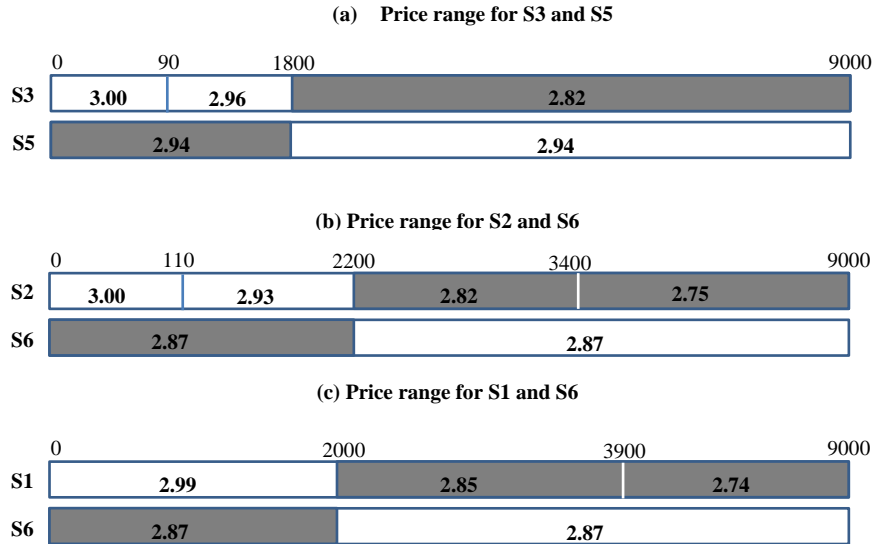 (a) Price range for S3 and S5
0 90 1800 9000
S3 3.00 2.96 2.82
S5 2.94 2.94
(b) Price range for S2 and S6
0 110 2200 3400 9000
S2 3.00 2.93 2.82 2.75
S6 2.87 2.87
(c) Price range for S1 and S6
0 2000 3900 9000
S1 2.99 2.85 2.74
S6 2.87 2.87